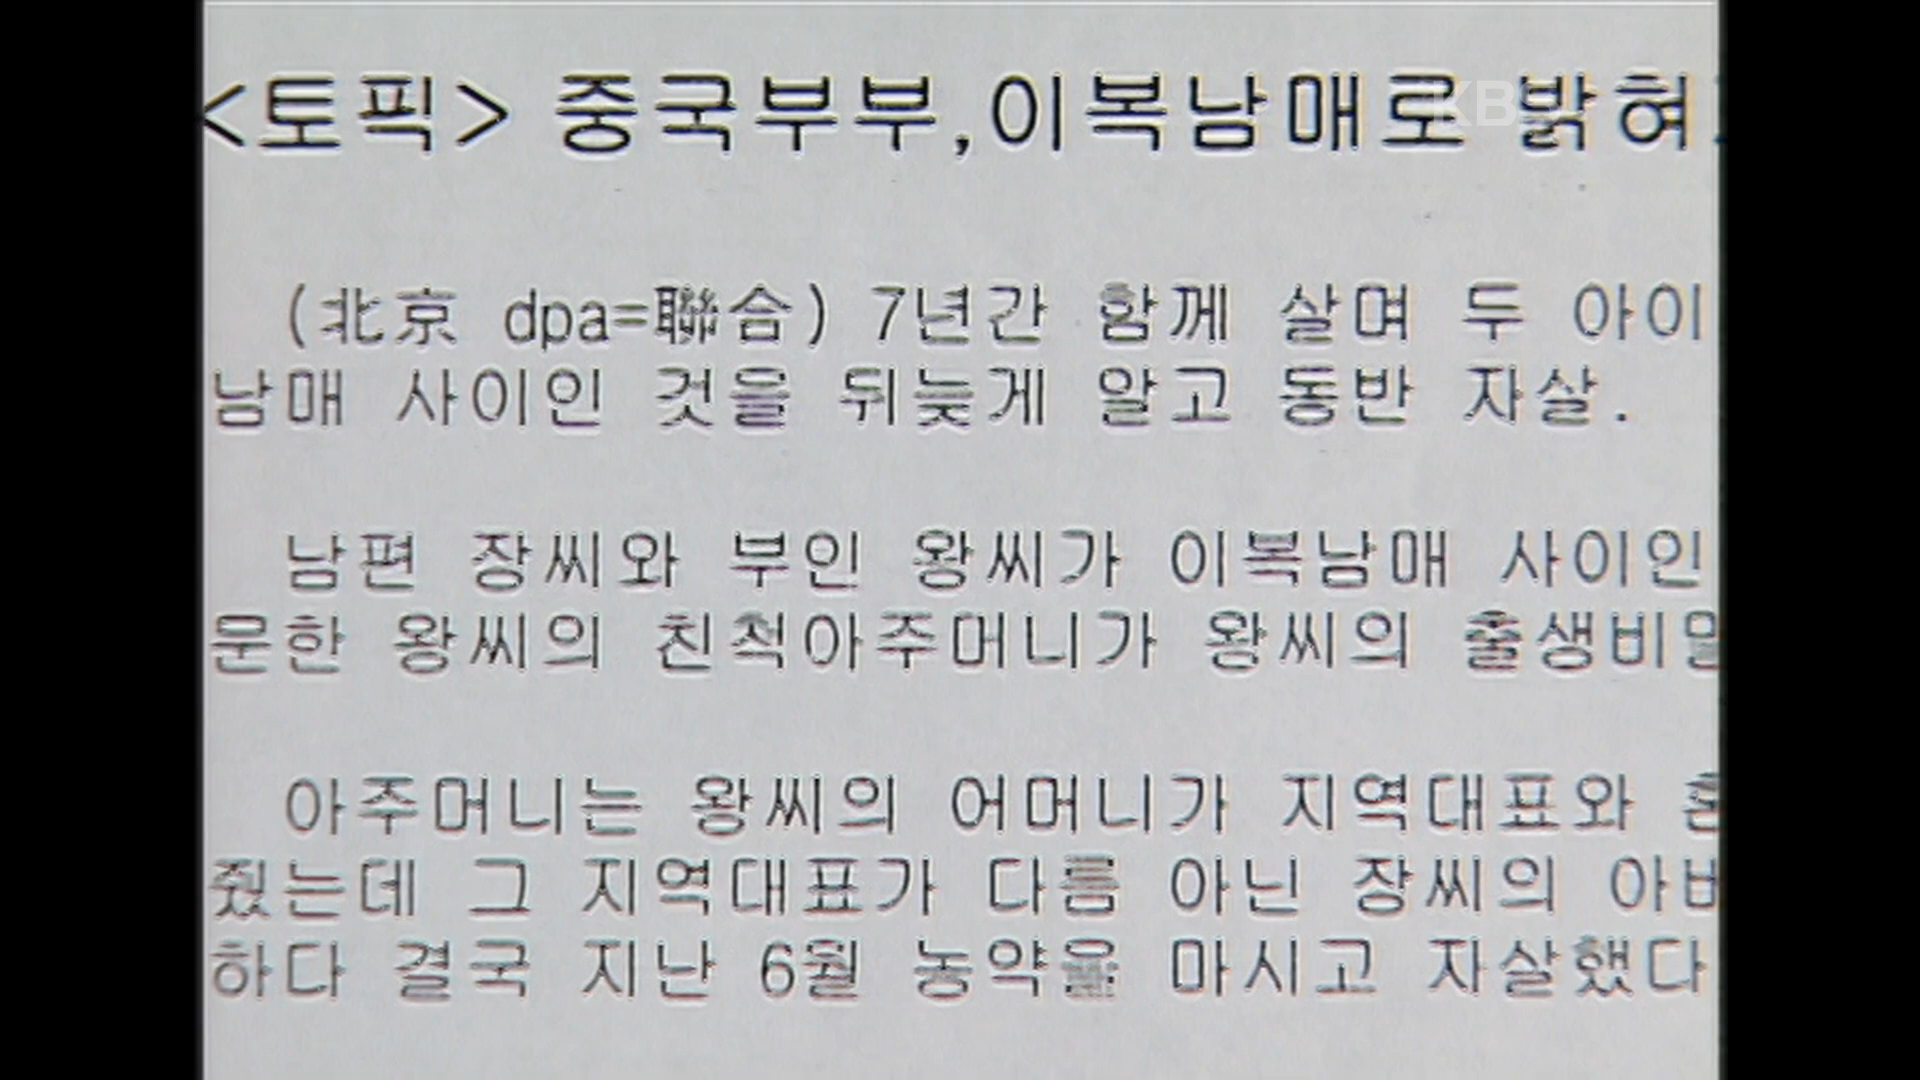 <토픽> 중국부부,이복남매로 밝혀
KBS
(北京 dpa=聯合) 7년간 함께 살며 두 아이
남매 사이인 것을 뒤늦게 알고 동반 자살.
남편 장씨와 부인 왕씨가 이복남매 사이인
문한 왕씨의 친척아주머니가 왕씨의 출생비밀
아주머니는 왕씨의 어머니가 지역대표와
줬는데 그 지역대표가 다름 아닌 장씨의 아버
하다 결국 지난 6월 농약을 마시고 자살했다